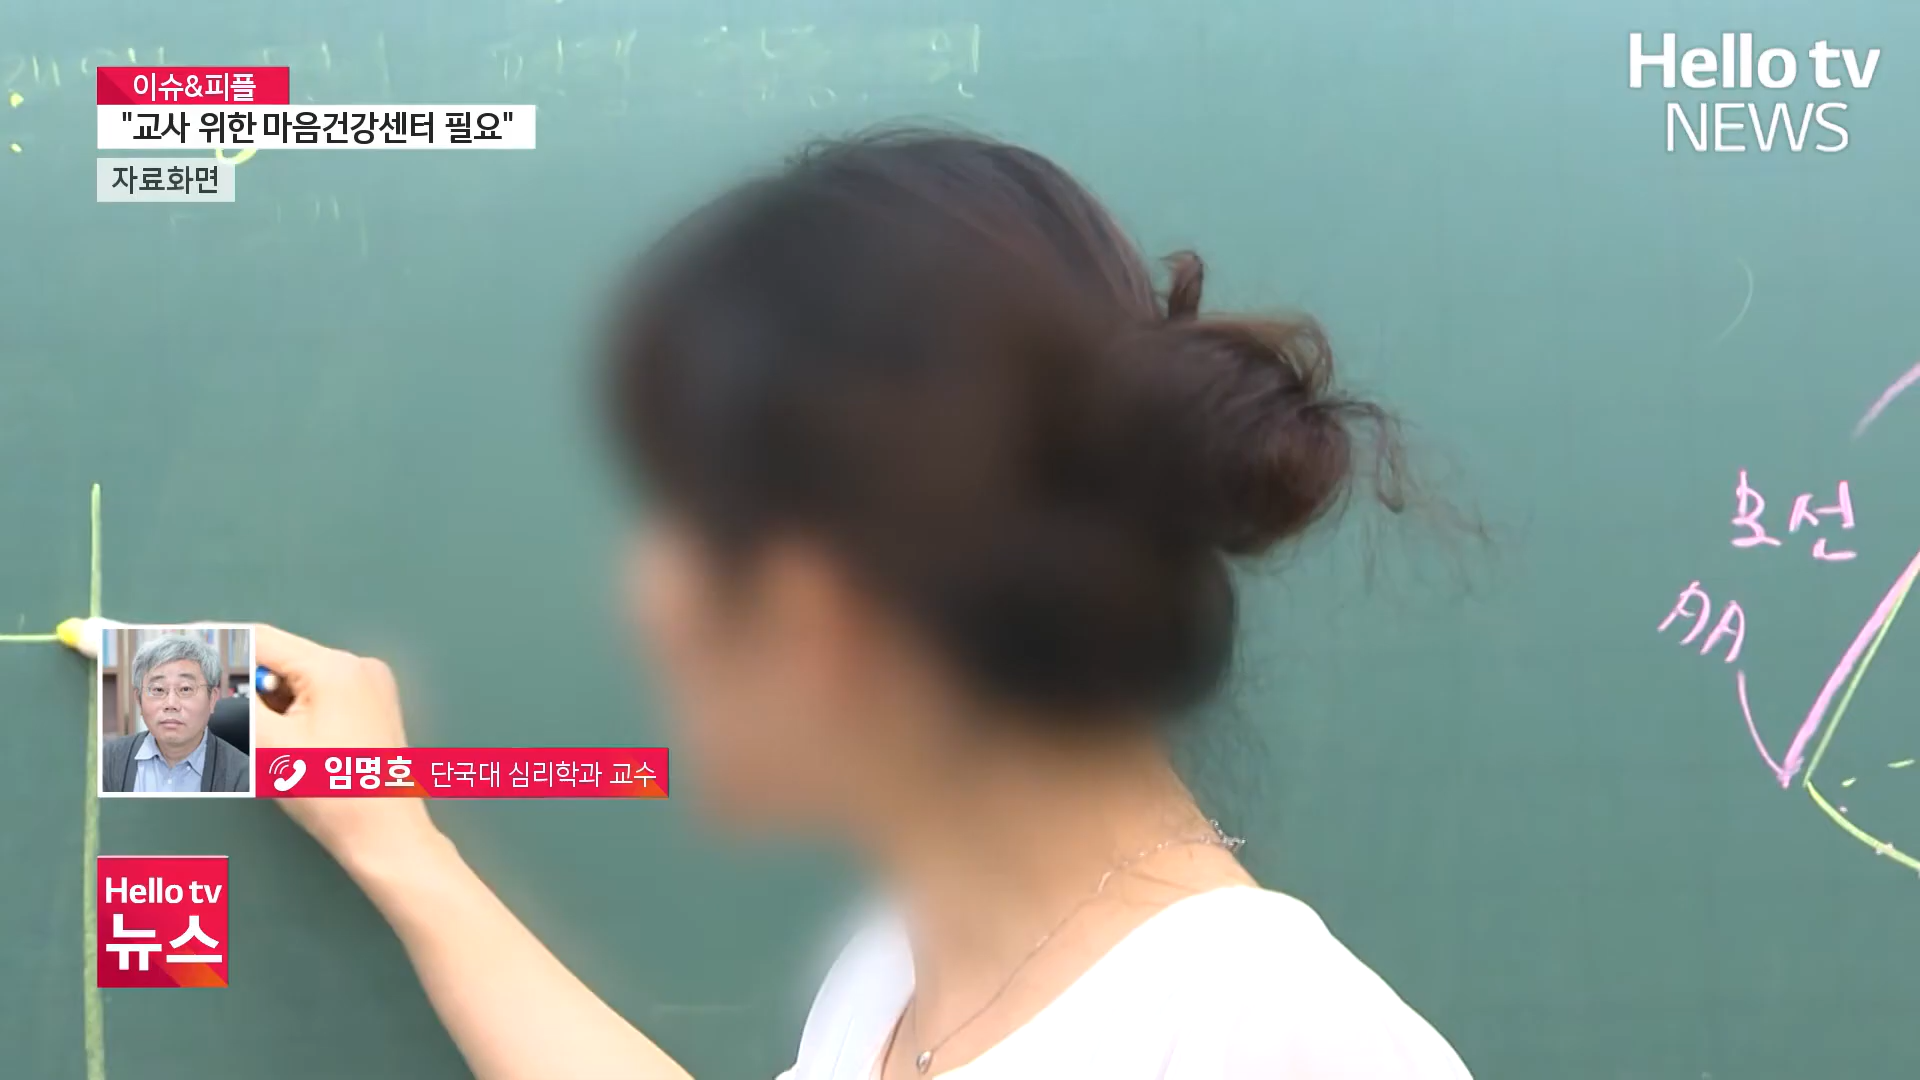 이슈&피플
"교사 위한 마음건강센터 필요"
자료화면
Hello tv
NEWS
모선
임명호 단국대 심리학과 교수
Hello tv
뉴스